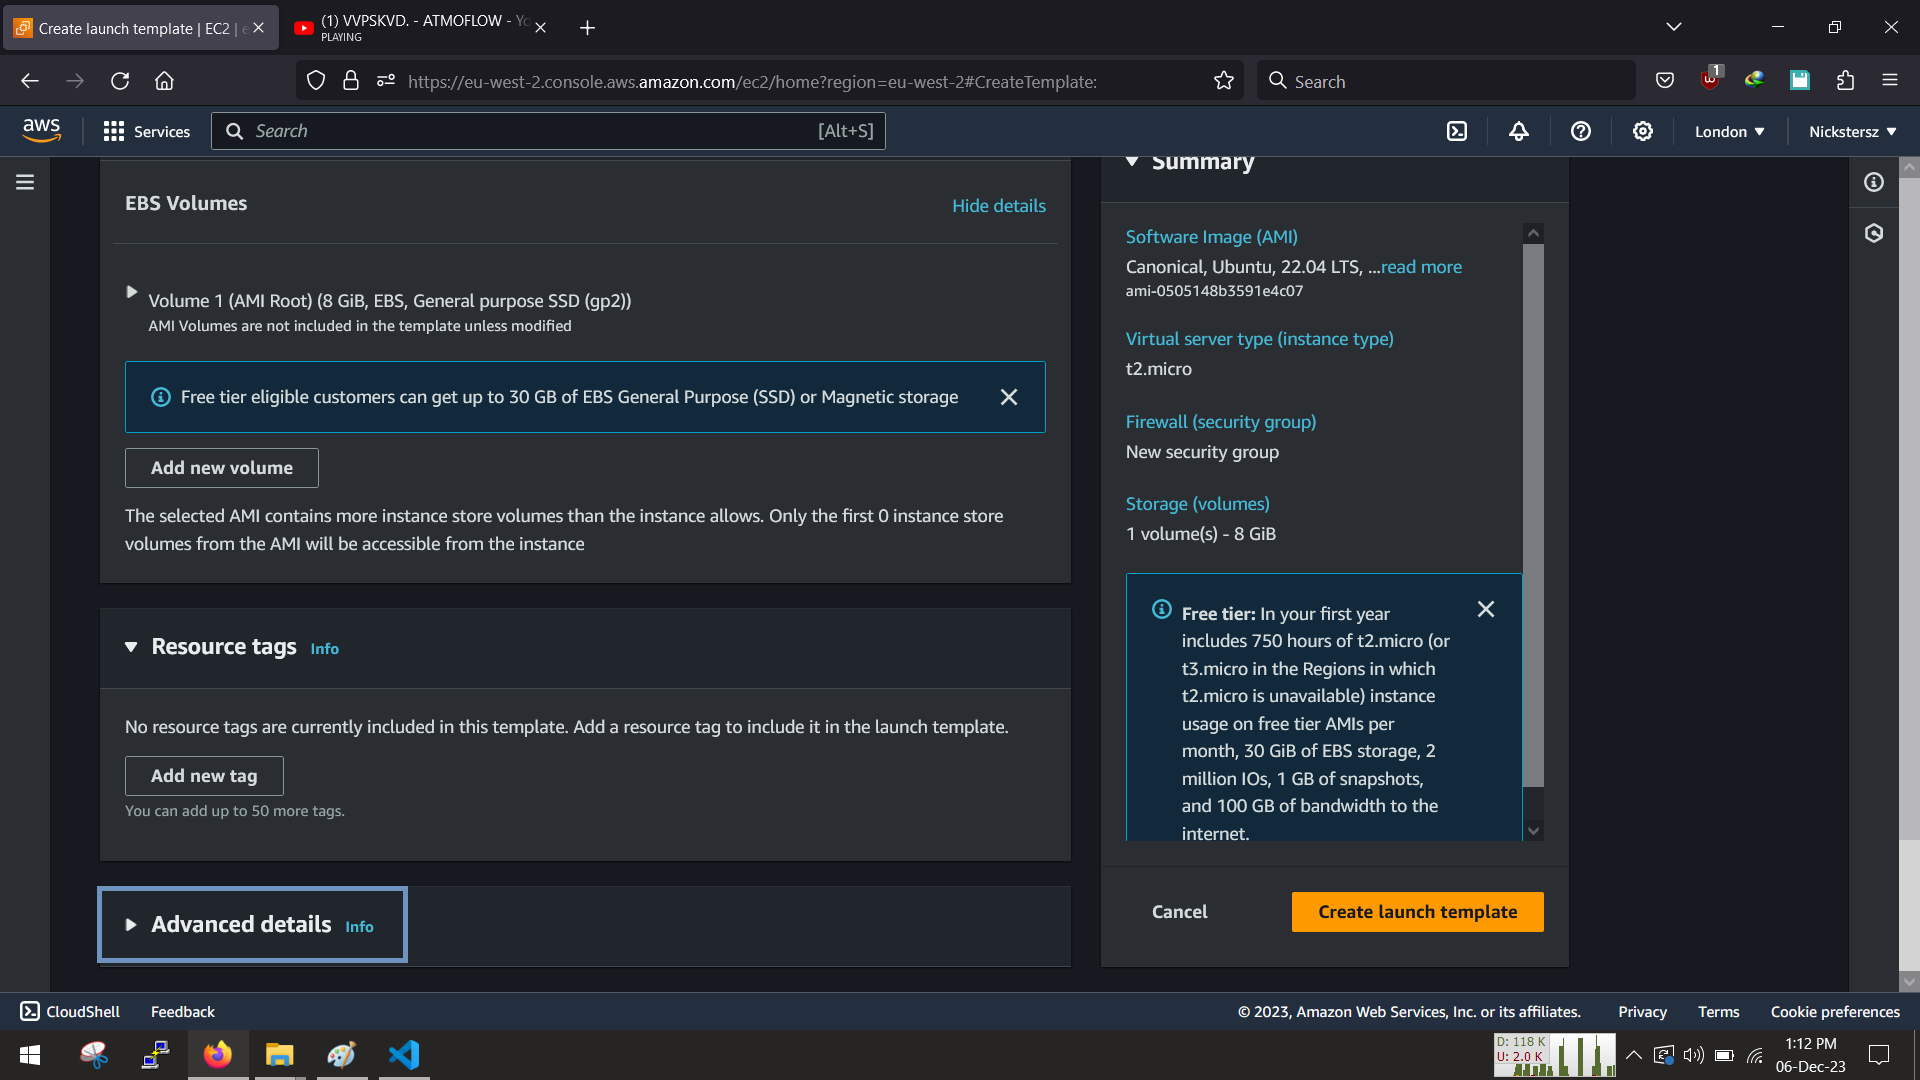 Create launch template | EC2 | e
(1) VVPSKVD. - ATMOFLOW - Yo
PLAYING
https://eu-west-2.console.aws.amazon.com/ec2/home?region=eu-west-2#CreateTemplate:
Search
1
aws
Services
Search
[Alt+S]
London
Nickstersz
EBS Volumes
Hide details
Volume 1 (AMI Root) (8 GiB, EBS, General purpose SSD (gp2))
AMI Volumes are not included in the template unless modified
Free tier eligible customers can get up to 30 GB of EBS General Purpose (SSD) or Magnetic storage
Add new volume
The selected AMI contains more instance store volumes than the instance allows. Only the first 0 instance store
volumes from the AMI will be accessible from the instance
Resource tags Info
No resource tags are currently included in this template. Add a resource tag to include it in the launch template.
Add new tag
You can add up to 50 more tags.
Advanced details Info
Summary
Software Image (AMI)
Canonical, Ubuntu, 22.04 LTS, ...read more
ami-0505148b3591e4c07
Virtual server type (instance type)
t2.micro
Firewall (security group)
New security group
Storage (volumes)
1 volume(s) - 8 GiB
Free tier: In your first year
includes 750 hours of t2.micro (or
t3.micro in the Regions in which
t2.micro is unavailable) instance
usage on free tier AMIs per
month, 30 GiB of EBS storage, 2
million IOs, 1 GB of snapshots,
and 100 GB of bandwidth to the
internet.
Cancel
Create launch template
CloudShell
Feedback
© 2023, Amazon Web Services, Inc. or its affiliates.
Privacy
Terms
Cookie preferences
D: 118 K
U: 2.0 K
1:12 PM
06-Dec-23